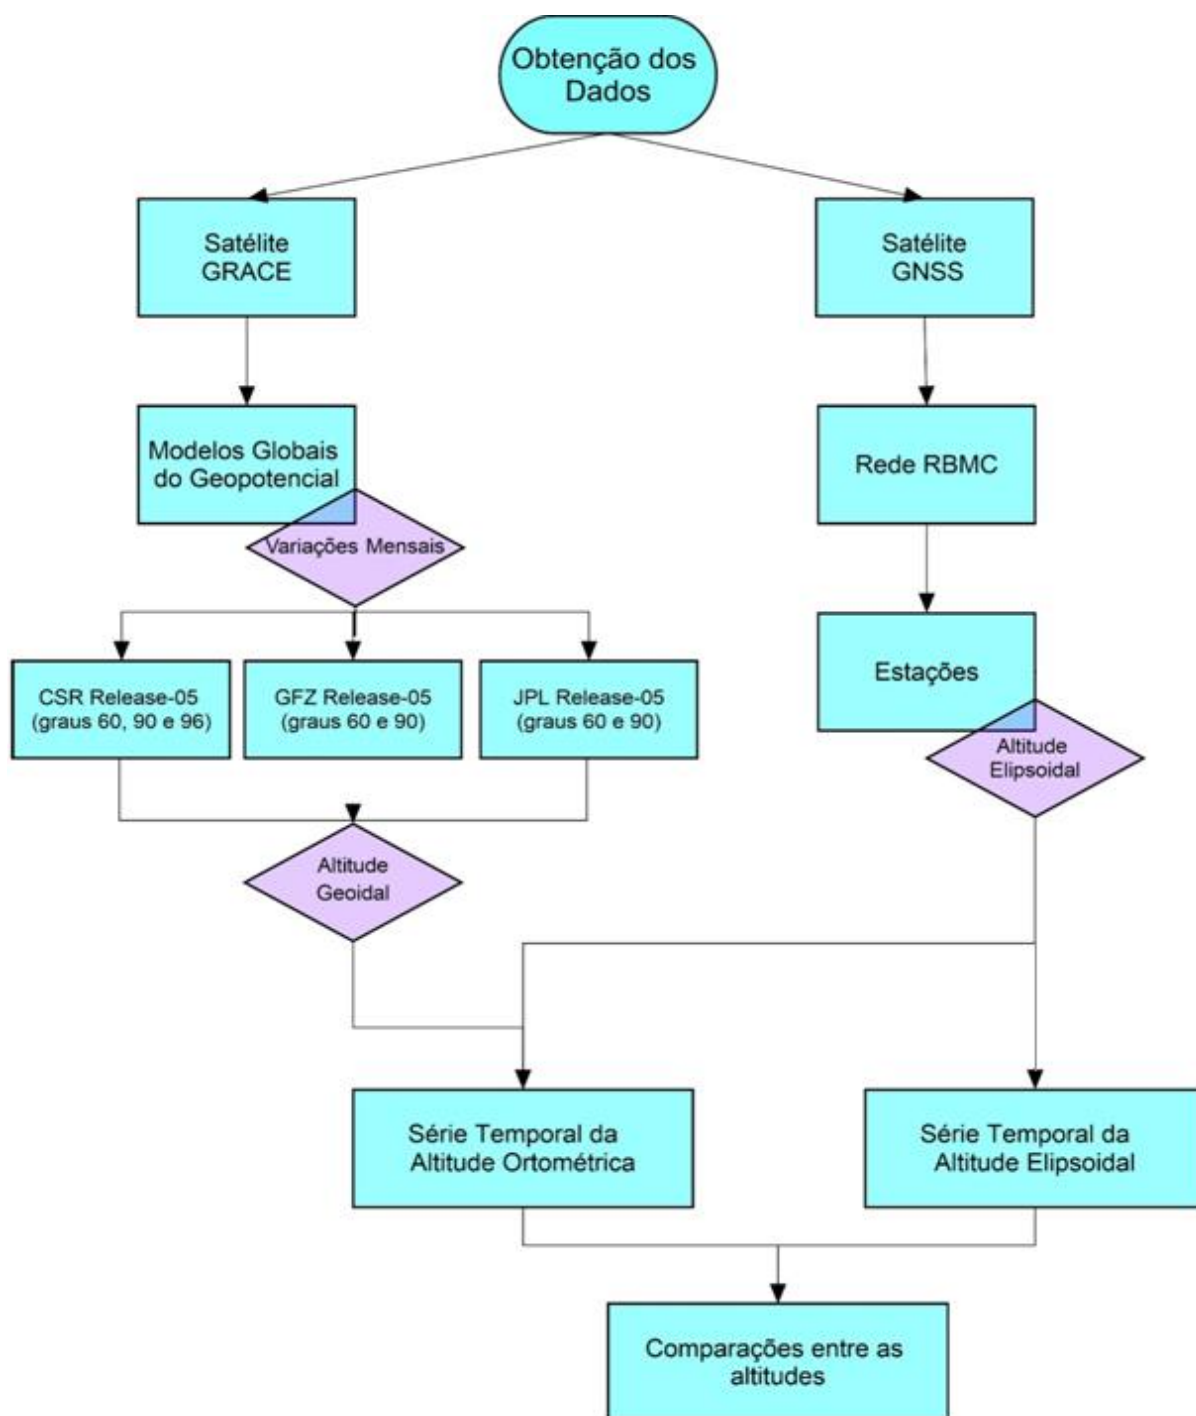 Obtenção dos
Dados
Satélite
GRACE
Satélite
GNSS
Modelos Globais
do Geopotencial
Rede RBMC
Variações Mensais
Estações
CSR Release-05
(graus 60, 90 e 96)
GFZ Release-05
(graus 60 e 90)
JPL Release-05
(graus 60 e 90)
Altitude
Elipsoidal
Altitude
Geoidal
Série Temporal da
Altitude Ortométrica
Série Temporal da
Altitude Elipsoidal
Comparações entre as
altitudes